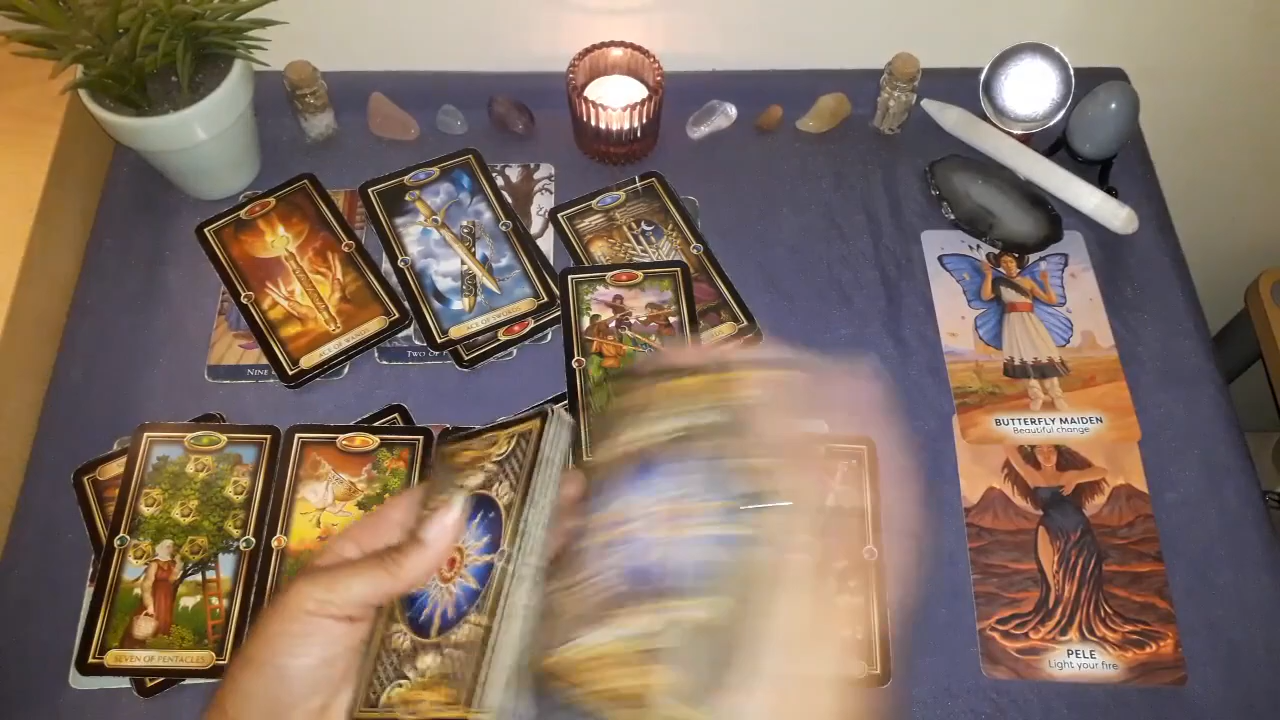 ACE OF WANDS
ACE OF SWORDS
NINE
TWO OF
SEVEN OF PENTACLES
BUTTERFLY MAIDEN
Beautiful change
PELE
Light your fire